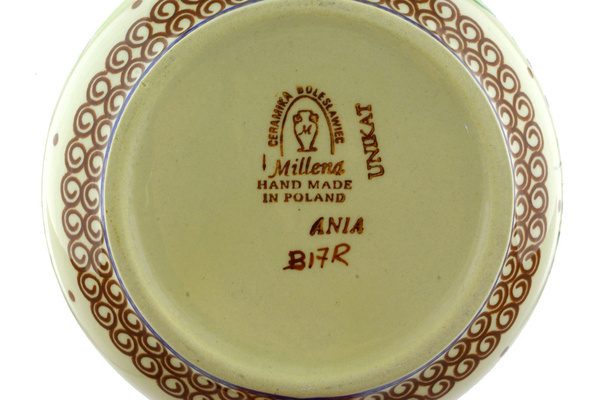 CERAMIKA BOLESŁAWIEC
M
Millena
HAND MADE
IN POLAND
UNIKAT
ANIA
B17R